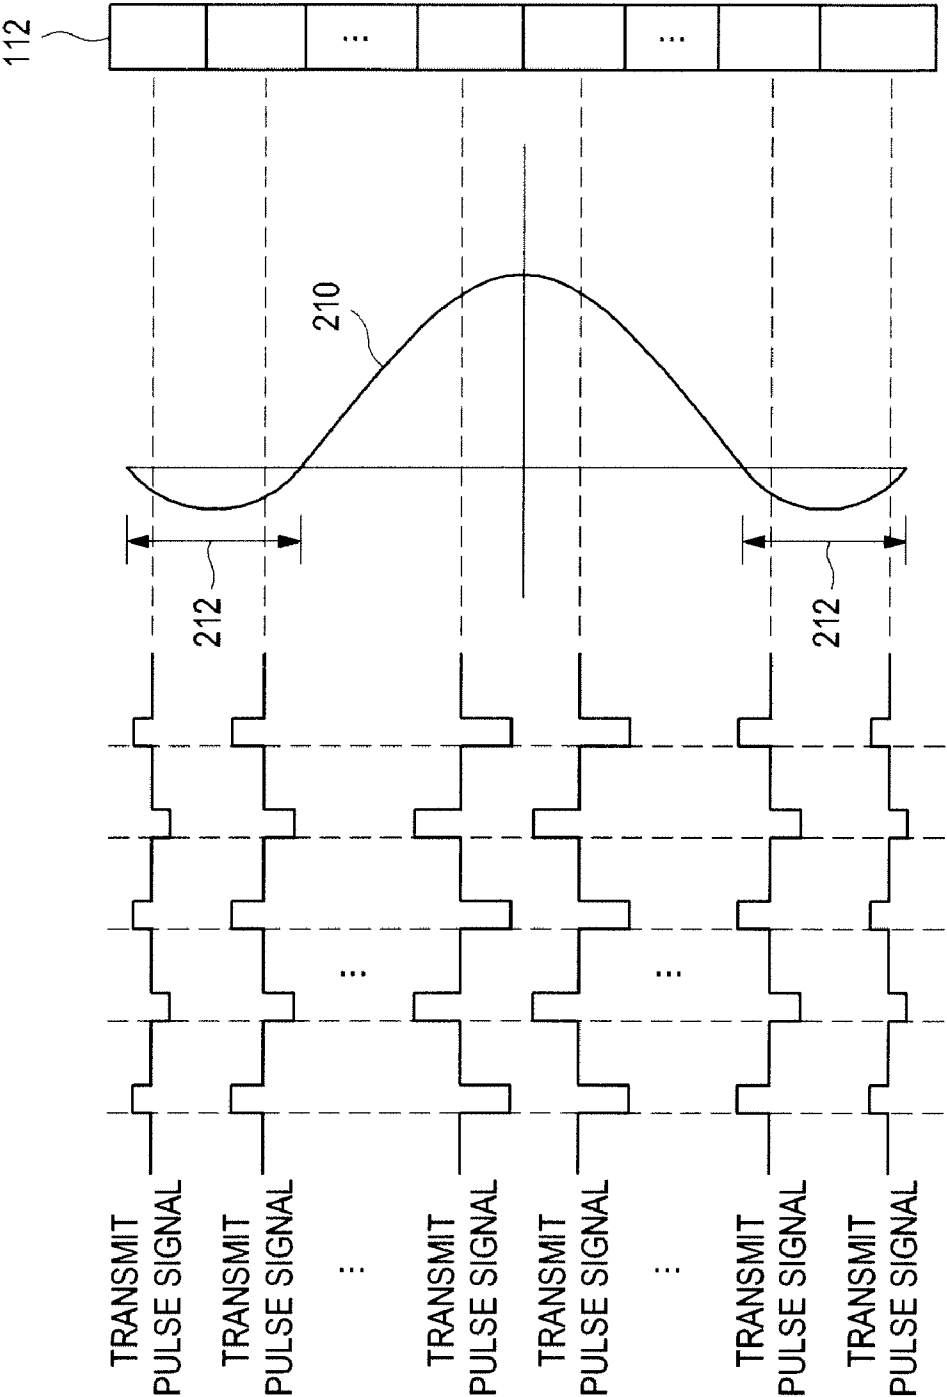 112
210
212
212
...
...
...
...
TRANSMIT
PULSE SIGNAL
TRANSMIT
PULSE SIGNAL
...
TRANSMIT
PULSE SIGNAL
TRANSMIT
PULSE SIGNAL
...
TRANSMIT
PULSE SIGNAL
TRANSMIT
PULSE SIGNAL